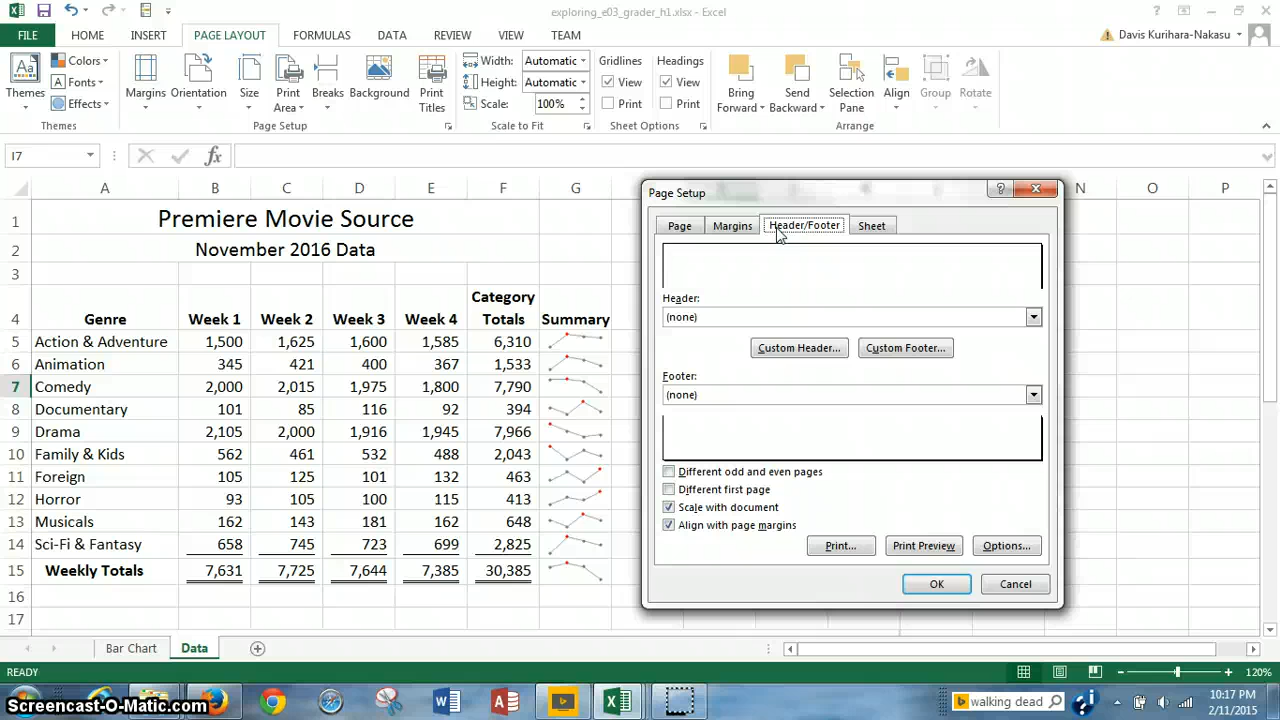 exploring_e03_grader_h1.xlsx - Excel
FILE HOME INSERT PAGE LAYOUT FORMULAS DATA REVIEW VIEW TEAM Davis Kurihara-Nakasu
Themes Colors Fonts Effects Margins Orientation Size Print Area Breaks Background Print Titles Width: Automatic Height: Automatic Scale: 100% Gridlines View Print Headings View Print Bring Forward Send Backward Selection Pane Align Group Rotate
Themes Page Setup Scale to Fit Sheet Options Arrange
I7 fx
A B C D E F G N O P
1 Premiere Movie Source
2 November 2016 Data
3
4 Genre Week 1 Week 2 Week 3 Week 4 Category Totals Summary
5 Action & Adventure 1,500 1,625 1,600 1,585 6,310
6 Animation 345 421 400 367 1,533
7 Comedy 2,000 2,015 1,975 1,800 7,790
8 Documentary 101 85 116 92 394
9 Drama 2,105 2,000 1,916 1,945 7,966
10 Family & Kids 562 461 532 488 2,043
11 Foreign 105 125 101 132 463
12 Horror 93 105 100 115 413
13 Musicals 162 143 181 162 648
14 Sci-Fi & Fantasy 658 745 723 699 2,825
15 Weekly Totals 7,631 7,725 7,644 7,385 30,385
16
17
Page Setup
Page Margins Header/Footer Sheet
Header:
(none)
Custom Header... Custom Footer...
Footer:
(none)
Different odd and even pages
Different first page
Scale with document
Align with page margins
Print... Print Preview Options...
OK Cancel
Bar Chart Data
READY 120%
Screencast-O-Matic.com walking dead 10:17 PM
2/11/2015